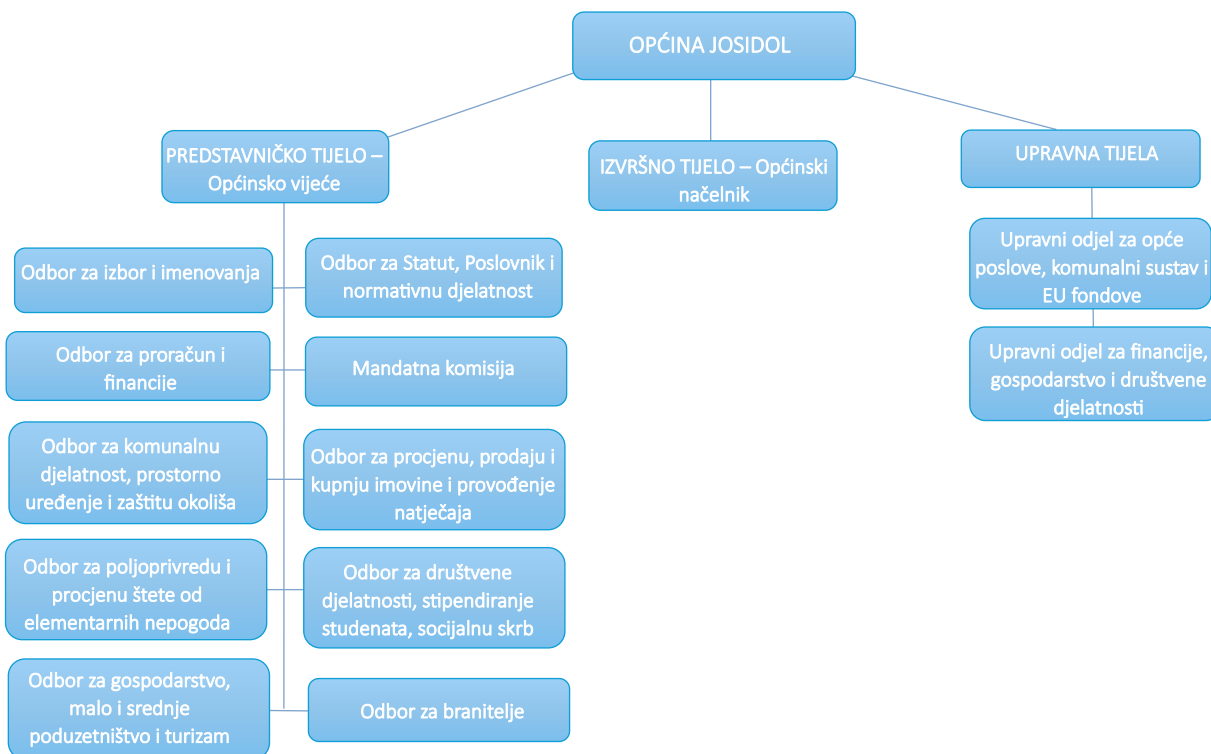 OPĆINA JOSIDOL
PREDSTAVNIČKO TIJELO –
Općinsko vijeće
IZVRŠNO TIJELO – Općinski
načelnik
UPRAVNA TIJELA
Odbor za izbor i imenovanja
Odbor za Statut, Poslovnik i
normativnu djelatnost
Odbor za proračun i
financije
Mandatna komisija
Odbor za komunalnu
djelatnost, prostorno
uređenje i zaštitu okoliša
Odbor za procjenu, prodaju i
kupnju imovine i provođenje
natječaja
Odbor za poljoprivredu i
procjenu štete od
elementarnih nepogoda
Odbor za društvene
djelatnosti, stipendiranje
studenata, socijalnu skrb
Odbor za gospodarstvo,
malo i srednje
poduzetništvo i turizam
Odbor za branitelje
Upravni odjel za opće
poslove, komunalni sustav i
EU fondove
Upravni odjel za financije,
gospodarstvo i društvene
djelatnosti